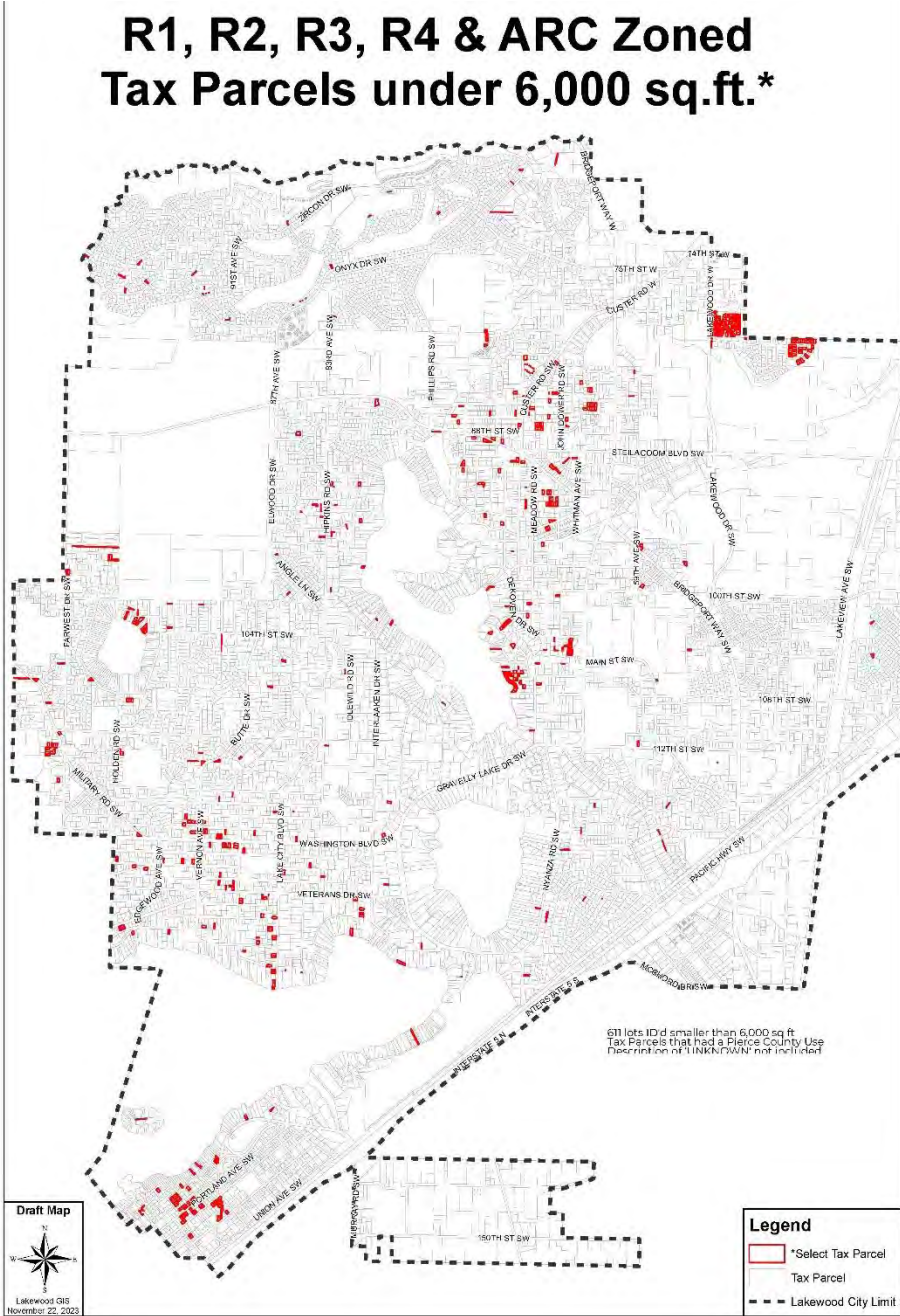 R1, R2, R3, R4 & ARC Zoned
Tax Parcels under 6,000 sq.ft.*
BRIDGEPORT WAY W
ZIRCON DR SW
91ST AVE SW
ONYX DR SW
74TH ST W
75TH ST W
CUSTER RD W
LAKEWOOD DR W
83RD AVE SW
87TH AVE SW
PHILLIPS RD SW
CUSTER RD SW
JOHN DOWER RD SW
88TH ST SW
STEILACOOM BLVD SW
ELWOOD DR SW
HIPKINS RD SW
MEADOW RD SW
WHITMAN AVE SW
LAKEWOOD DR SW
59TH AVE SW
ANGLE LN SW
DEKOVEN DR SW
BRIDGEPORT WAY SW
100TH ST SW
LAKEVIEW AVE SW
FARWEST DR SW
104TH ST SW
MAIN ST SW
IDLEWILD RD SW
INTERLAAKEN DR SW
108TH ST SW
BUTTE DR SW
HOLDEN RD SW
112TH ST SW
GRAVELLY LAKE DR SW
MILITARY RD SW
VERNON AVE SW
LAKE CITY BLVD SW
WASHINGTON BLVD SW
NYANZA RD SW
PACIFIC HWY SW
EDGEWOOD AVE SW
VETERANS DR SW
INTERSTATE 5 S
INTERSTATE 5 N
611 lots ID'd smaller than 6,000 sq ft
Tax Parcels that had a Pierce County Use
Description of 'UNKNOWN' not included
PORTLAND AVE SW
UNION AVE SW
MURRAY RD SW
150TH ST SW
Draft Map
N
W
E
S
Lakewood GIS
November 22, 2023
Legend
*Select Tax Parcel
Tax Parcel
Lakewood City Limit